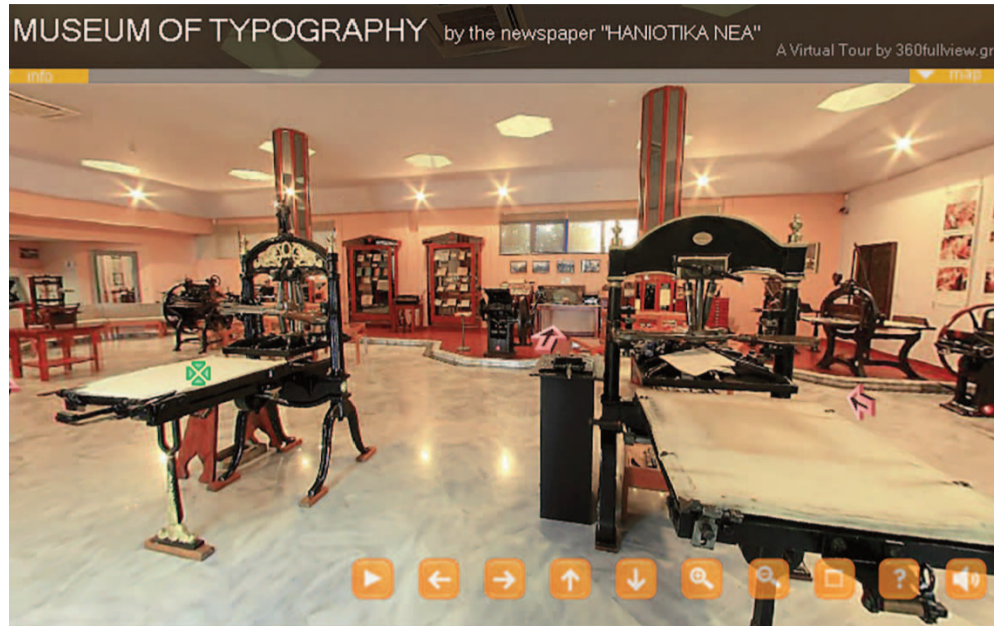 MUSEUM OF TYPOGRAPHY by the newspaper "HANIOTIKA NEA"
A Virtual Tour by 360fullview.gr
info
map
?